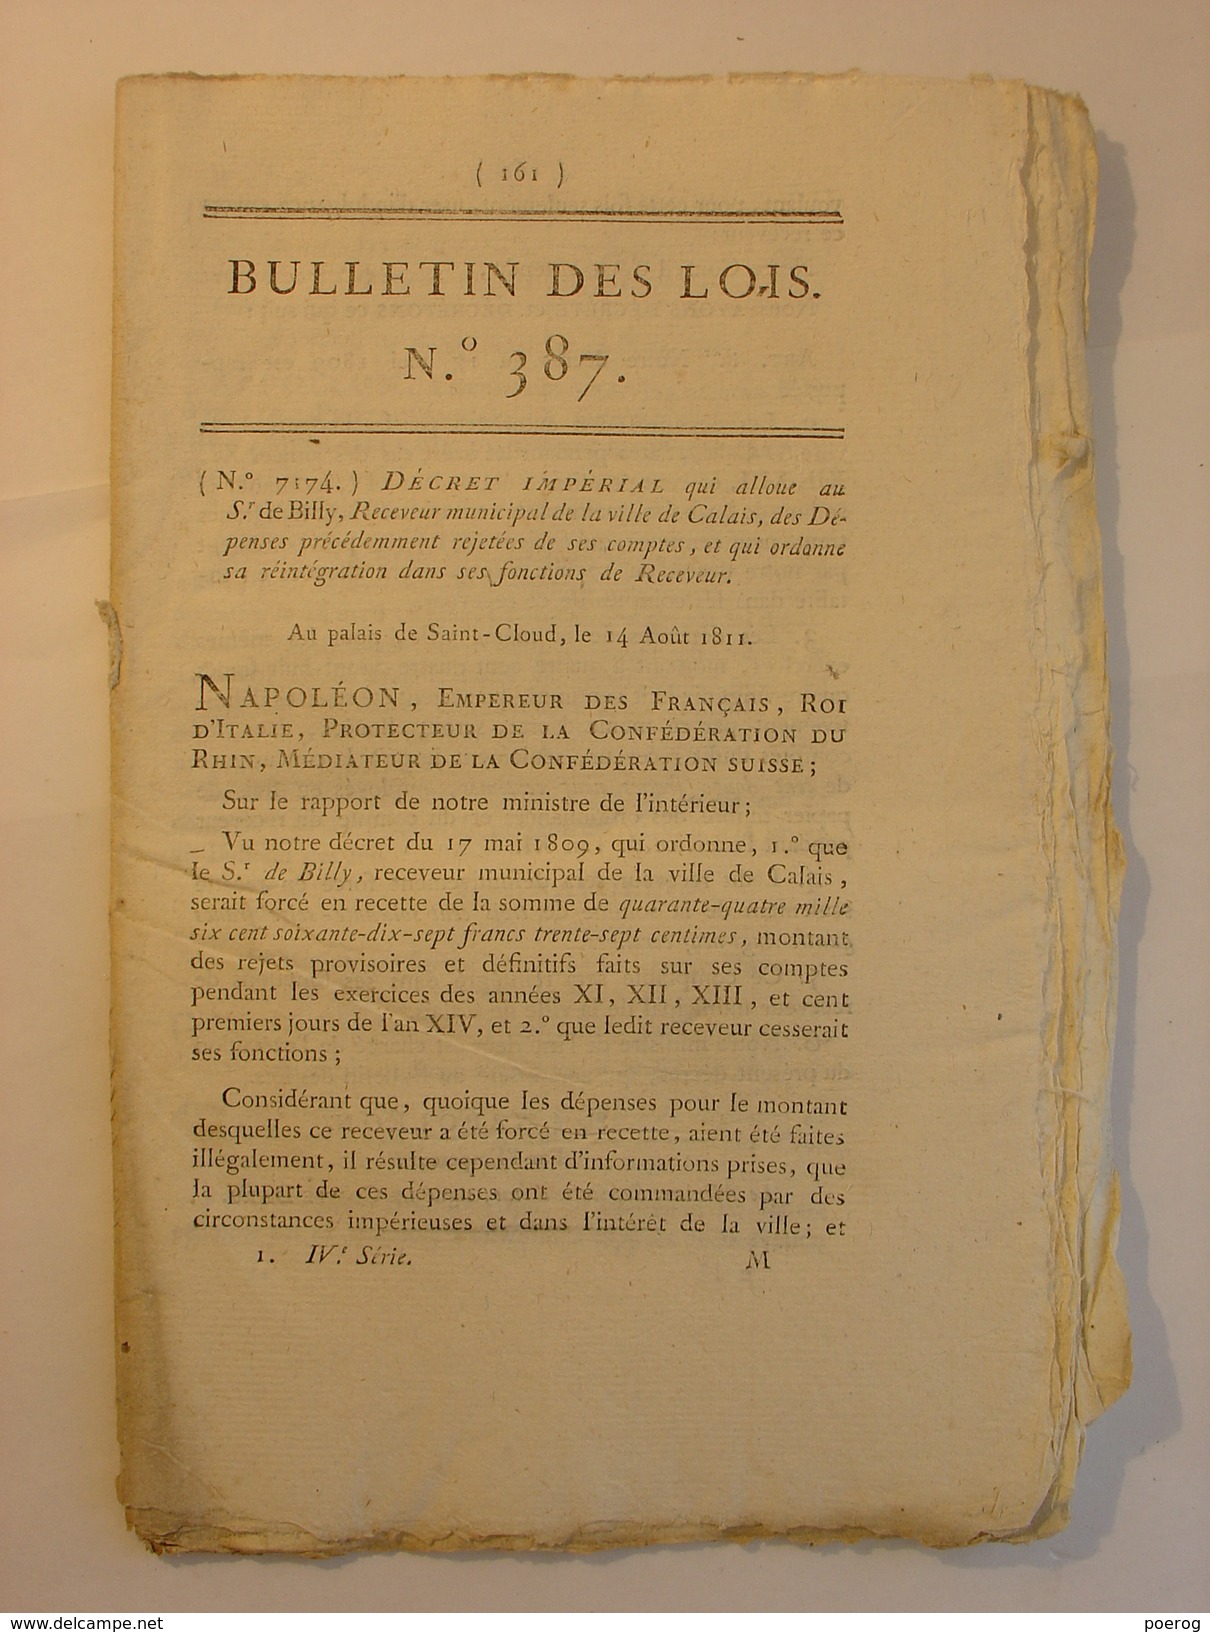 ( 161 )
BULLETIN DES LOIS.
N.º 387.
( N.º 7174. ) DÉCRET IMPÉRIAL qui alloue au
S.r de Billy, Receveur municipal de la ville de Calais, des Dé-
penses précédemment rejetées de ses comptes, et qui ordonne
sa réintégration dans ses fonctions de Receveur.
Au palais de Saint-Cloud, le 14 Août 1811.
NAPOLÉON, EMPEREUR DES FRANÇAIS, ROI
D'ITALIE, PROTECTEUR DE LA CONFÉDÉRATION DU
RHIN, MÉDIATEUR DE LA CONFÉDÉRATION SUISSE;
Sur le rapport de notre ministre de l'intérieur;
Vu notre décret du 17 mai 1809, qui ordonne, 1.º que
le S.r de Billy, receveur municipal de la ville de Calais,
serait forcé en recette de la somme de quarante-quatre mille
six cent soixante-dix-sept francs trente-sept centimes, montant
des rejets provisoires et définitifs faits sur ses comptes
pendant les exercices des années XI, XII, XIII, et cent
premiers jours de l'an XIV, et 2.º que ledit receveur cesserait
ses fonctions;
Considérant que, quoique les dépenses pour le montant
desquelles ce receveur a été forcé en recette, aient été faites
illégalement, il résulte cependant d'informations prises, que
la plupart de ces dépenses ont été commandées par des
circonstances impérieuses et dans l'intérêt de la ville; et
1. IV.e Série. M
www.delcampe.net
poerog